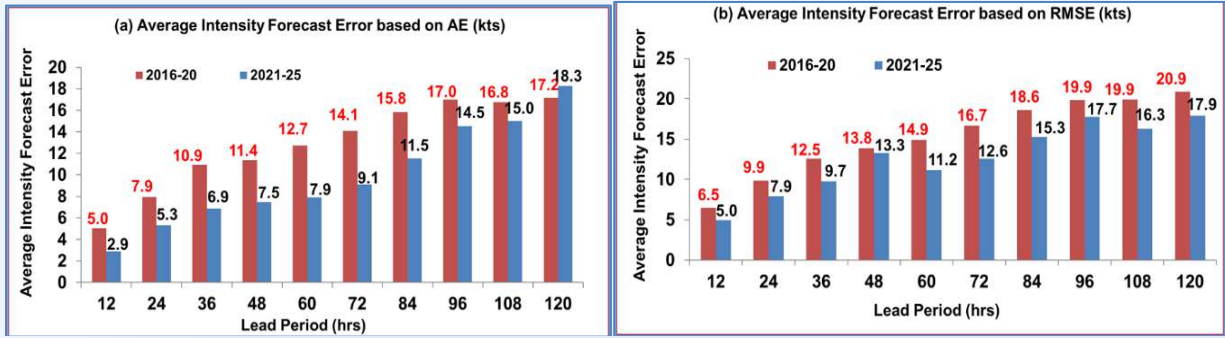 (a) Average Intensity Forecast Error based on AE (kts)
Average Intensity Forecast Error
2016-20 2021-25
20
18
16
14
12
10
8
6
4
2
0
5.0 7.9 10.9 11.4 12.7 14.1 15.8 17.0 16.8 17.2
2.9 5.3 6.9 7.5 7.9 9.1 11.5 14.5 15.0 18.3
12 24 36 48 60 72 84 96 108 120
Lead Period (hrs)
(b) Average Intensity Forecast Error based on RMSE (kts)
Average Intensity Forecast Error
2016-20 2021-25
25
20
15
10
5
0
6.5 9.9 12.5 13.8 14.9 16.7 18.6 19.9 19.9 20.9
5.0 7.9 9.7 13.3 11.2 12.6 15.3 17.7 16.3 17.9
12 24 36 48 60 72 84 96 108 120
Lead Period (hrs)